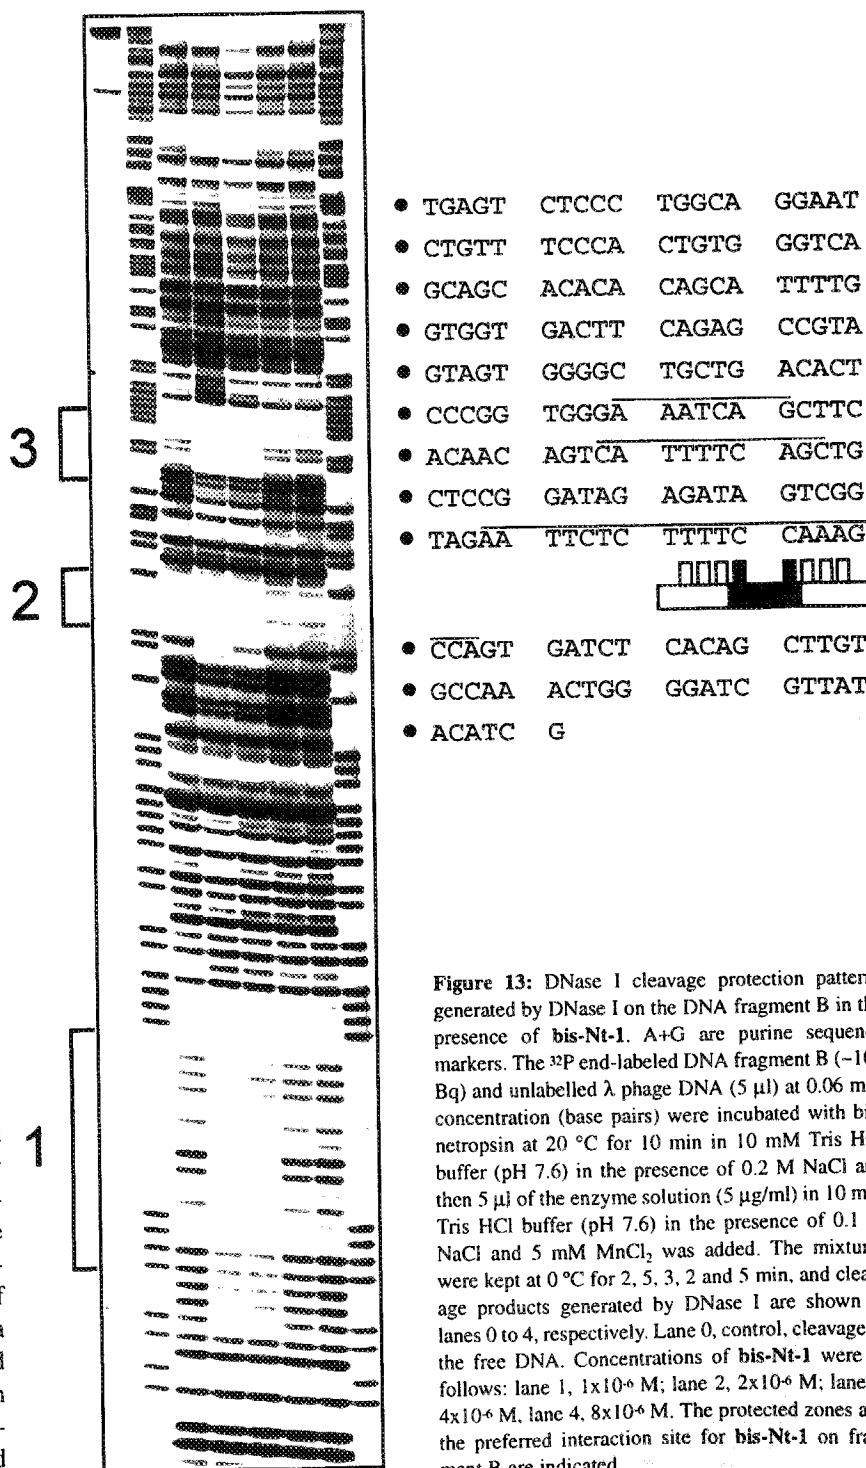 ● TGAGT CTCCC TGGCA GGAAT
● CTGTT TCCCA CTGTG GGTCA
● GCAGC ACACA CAGCA TTTTG
● GTGGT GACTT CAGAG CCGTA
● GTAGT GGGGC TGCTG ACACT
● CCCGG TGGGA AATCA GCTTC
3
● ACAAC AGTCA TTTTC AGCTG
● CTCCG GATAG AGATA GTCGG
● TAGAA TTCTC TTTTC CAAAG
2
● CCAGT GATCT CACAG CTTGT
● GCCAA ACTGG GGATC GTTAT
● ACATC G
1
Figure 13: DNase I cleavage protection patter
generated by DNase I on the DNA fragment B in th
presence of bis-Nt-1. A+G are purine sequenc
markers. The ³²P end-labeled DNA fragment B (~10
Bq) and unlabelled λ phage DNA (5 µl) at 0.06 m
concentration (base pairs) were incubated with bi
netropsin at 20 °C for 10 min in 10 mM Tris H
buffer (pH 7.6) in the presence of 0.2 M NaCl an
then 5 µl of the enzyme solution (5 µg/ml) in 10 m
Tris HCl buffer (pH 7.6) in the presence of 0.1
NaCl and 5 mM MnCl₂ was added. The mixtur
were kept at 0 °C for 2, 5, 3, 2 and 5 min, and clea
age products generated by DNase I are shown
lanes 0 to 4, respectively. Lane 0, control, cleavage
the free DNA. Concentrations of bis-Nt-1 were
follows: lane 1, 1x10⁻⁶ M; lane 2, 2x10⁻⁶ M; lane
4x10⁻⁶ M, lane 4, 8x10⁻⁶ M. The protected zones a
the preferred interaction site for bis-Nt-1 on fra
ment B are indicated